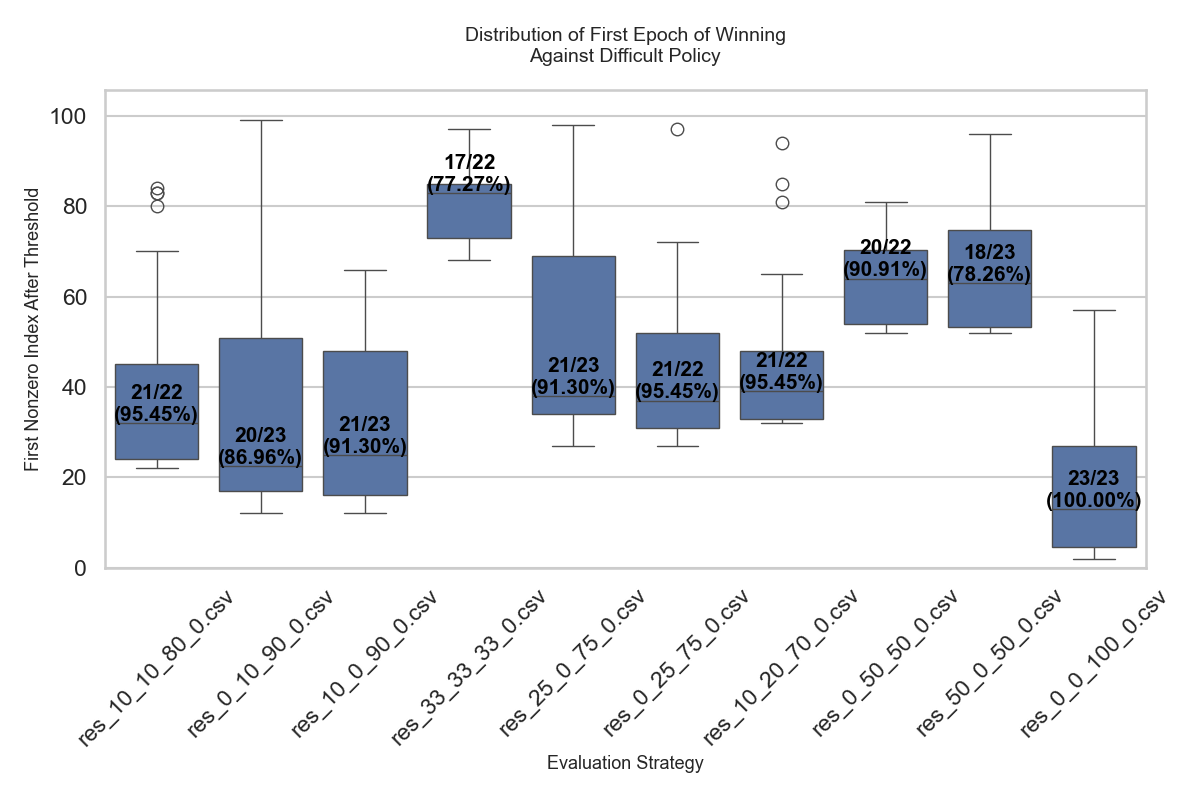 Distribution of First Epoch of Winning
Against Difficult Policy
First Nonzero Index After Threshold
100
80
60
40
20
0
21/22
(95.45%)
20/23
(86.96%)
21/23
(91.30%)
17/22
(77.27%)
21/23
(91.30%)
21/22
(95.45%)
21/22
(95.45%)
20/22
(90.91%)
18/23
(78.26%)
23/23
(100.00%)
res_10_10_80_0.csv
res_0_10_90_0.csv
res_10_0_90_0.csv
res_33_33_33_0.csv
res_25_0_75_0.csv
res_0_25_75_0.csv
res_10_20_70_0.csv
res_0_50_50_0.csv
res_50_0_50_0.csv
res_0_0_100_0.csv
Evaluation Strategy